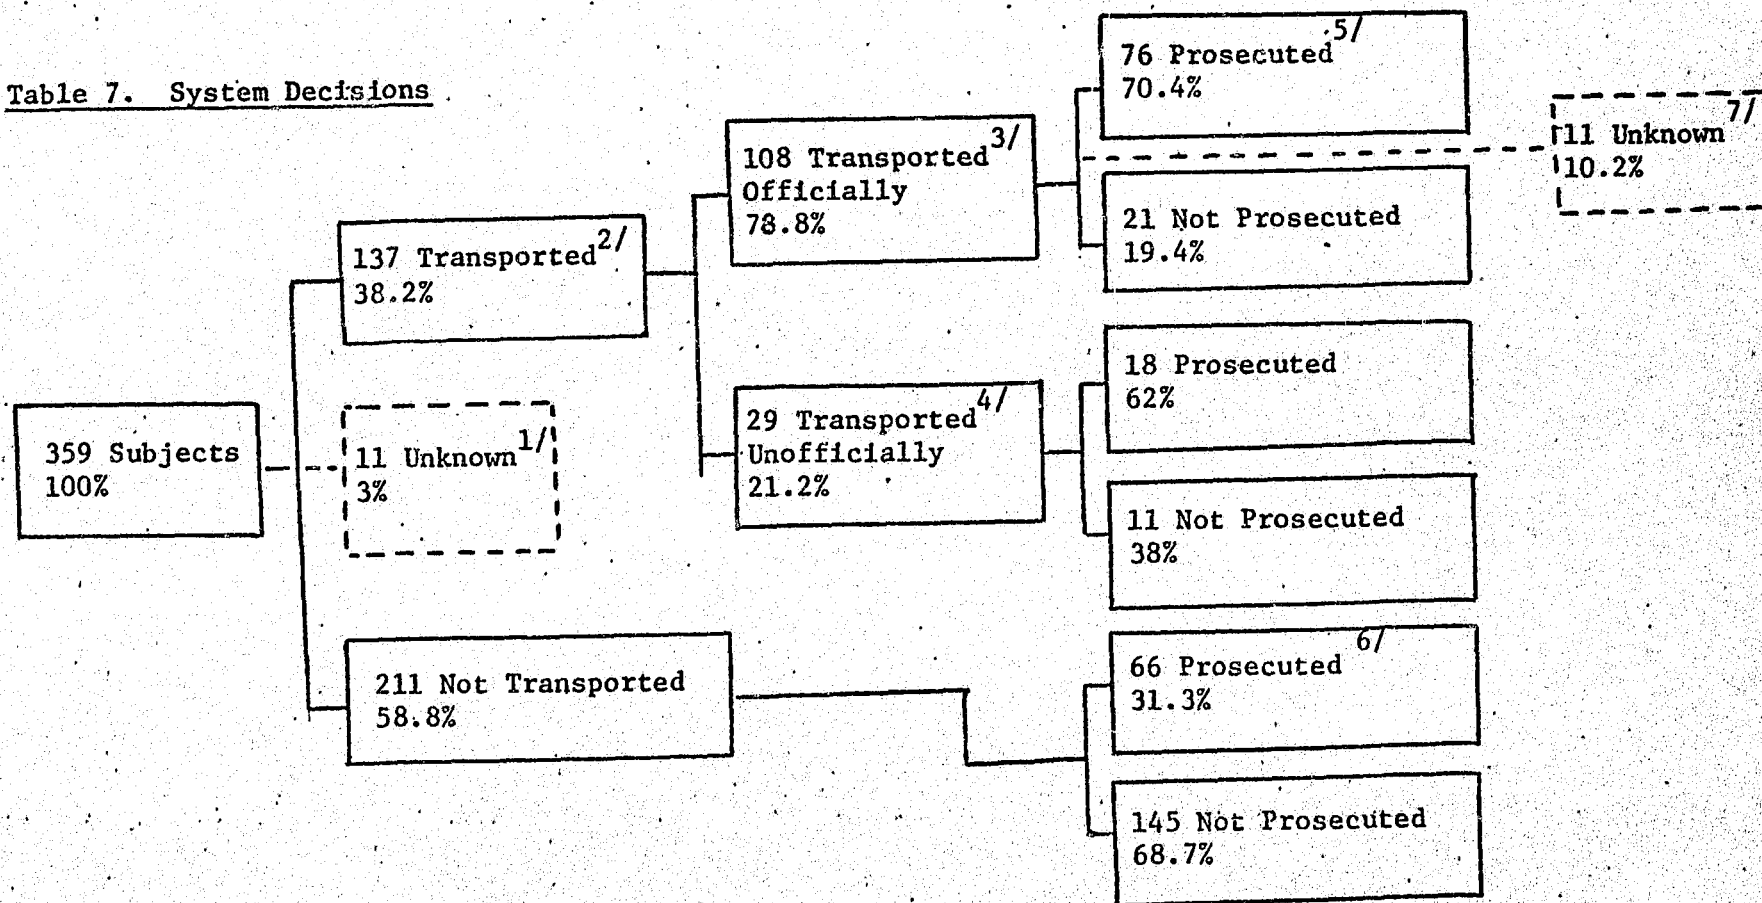 Table 7. System Decisions
359 Subjects
100%
137 Transported 2/
38.2%
11 Unknown 1/
3%
211 Not Transported
58.8%
108 Transported 3/
Officially
78.8%
29 Transported 4/
Unofficially
21.2%
76 Prosecuted 5/
70.4%
11 Unknown 7/
10.2%
21 Not Prosecuted
19.4%
18 Prosecuted
62%
11 Not Prosecuted
38%
66 Prosecuted 6/
31.3%
145 Not Prosecuted
68.7%